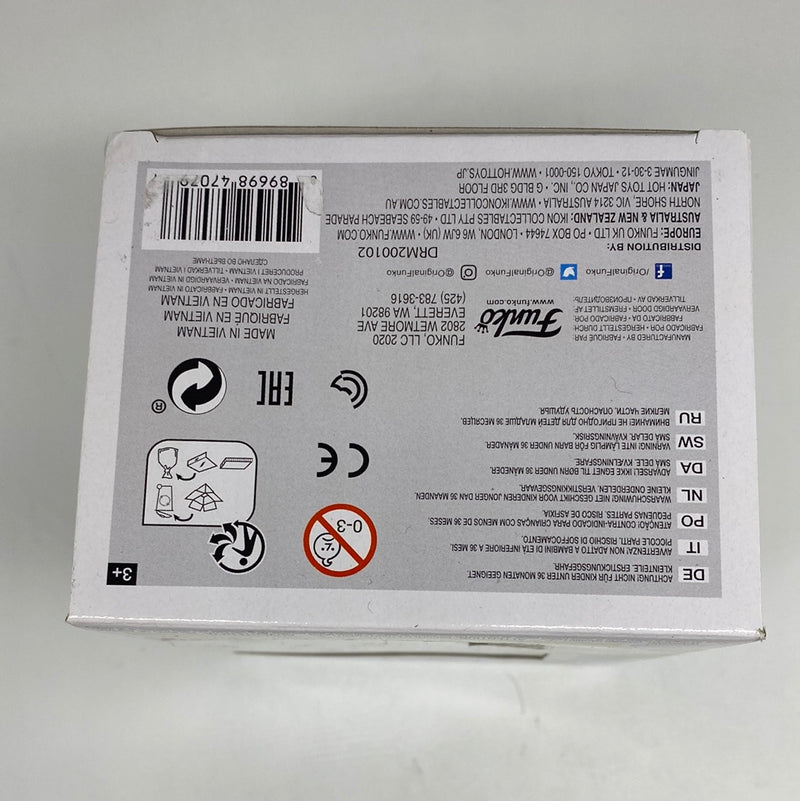 DE ACHTUNG! NICHT FÜR KINDER UNTER 36 MONATEN GEEIGNET.
KLEINTEILE. ERSTICKUNGSGEFAHR.
IT AVVERTENZA! NON ADATTO A BAMBINI DI ETÀ INFERIORE A 36 MESI.
PICCOLE PARTI. RISCHIO DI SOFFOCAMENTO.
PO ATENÇÃO! CONTRA-INDICADO PARA CRIANÇAS COM MENOS DE 36 MESES.
PEQUENAS PARTES. RISCO DE ASFIXIA.
NL WAARSCHUWING! NIET GESCHIKT VOOR KINDEREN JONGER DAN 36 MAANDEN.
KLEINE ONDERDELEN. VERSTIKKINGSGEVAAR.
DA ADVARSEL! IKKE EGNET TIL BØRN UNDER 36 MÅNEDER.
SMÅ DELE. KVÆLNINGSFARE.
SW VARNING! INTE LÄMPLIG FÖR BARN UNDER 36 MÅNADER.
SMÅ DELAR. KVÄVNINGSRISK.
RU ВНИМАНИЕ! НЕ ПРИГОДНО ДЛЯ ДЕТЕЙ МЛАДШЕ 36 МЕСЯЦЕВ.
МЕЛКИЕ ЧАСТИ. ОПАСНОСТЬ УДУШЬЯ.
0-3
3+
CE
EAC
®
MANUFACTURED BY • FABRIQUÉ PAR:
FABRICADO POR • HERGESTELLT DURCH:
FABRICADO DA • FABRICADO POR:
VERVAARDIGD DOOR • FREMSTILLET AF:
TILLVERKAD AV • ПРОИЗВОДИТЕЛЬ:
Funko
www.funko.com
FUNKO, LLC 2020
2802 WETMORE AVE
EVERETT, WA 98201
(425) 783-3616
MADE IN VIETNAM
FABRIQUÉ EN VIETNAM
FABRICADO EN VIETNAM
HERGESTELLT IN VIETNAM • FABBRICATO IN VIETNAM
FABRICADO EM VIETNAM • VERVAARDIGD IN VIETNAM
PRODUCERET I VIETNAM • TILLVERKAD I VIETNAM
СДЕЛАНО ВО ВЬЕТНАМЕ
/OriginalFunko @OriginalFunko @OriginalFunko
DRM200102
DISTRIBUTION BY:
EUROPE: FUNKO UK LTD • PO BOX 74644 • LONDON, W6 6JW (UK) • WWW.FUNKO.COM
AUSTRALIA & NEW ZEALAND: IKON COLLECTABLES PTY LTD • 49-59 SEABEACH PARADE
NORTH SHORE, VIC 3214 AUSTRALIA • WWW.IKONCOLLECTABLES.COM.AU
JAPAN: HOT TOYS JAPAN CO., INC. • G BLDG 3RD FLOOR
JINGUMAE 3-30-12 • TOKYO 150-0001 • WWW.HOTTOYS.JP
89698 47079